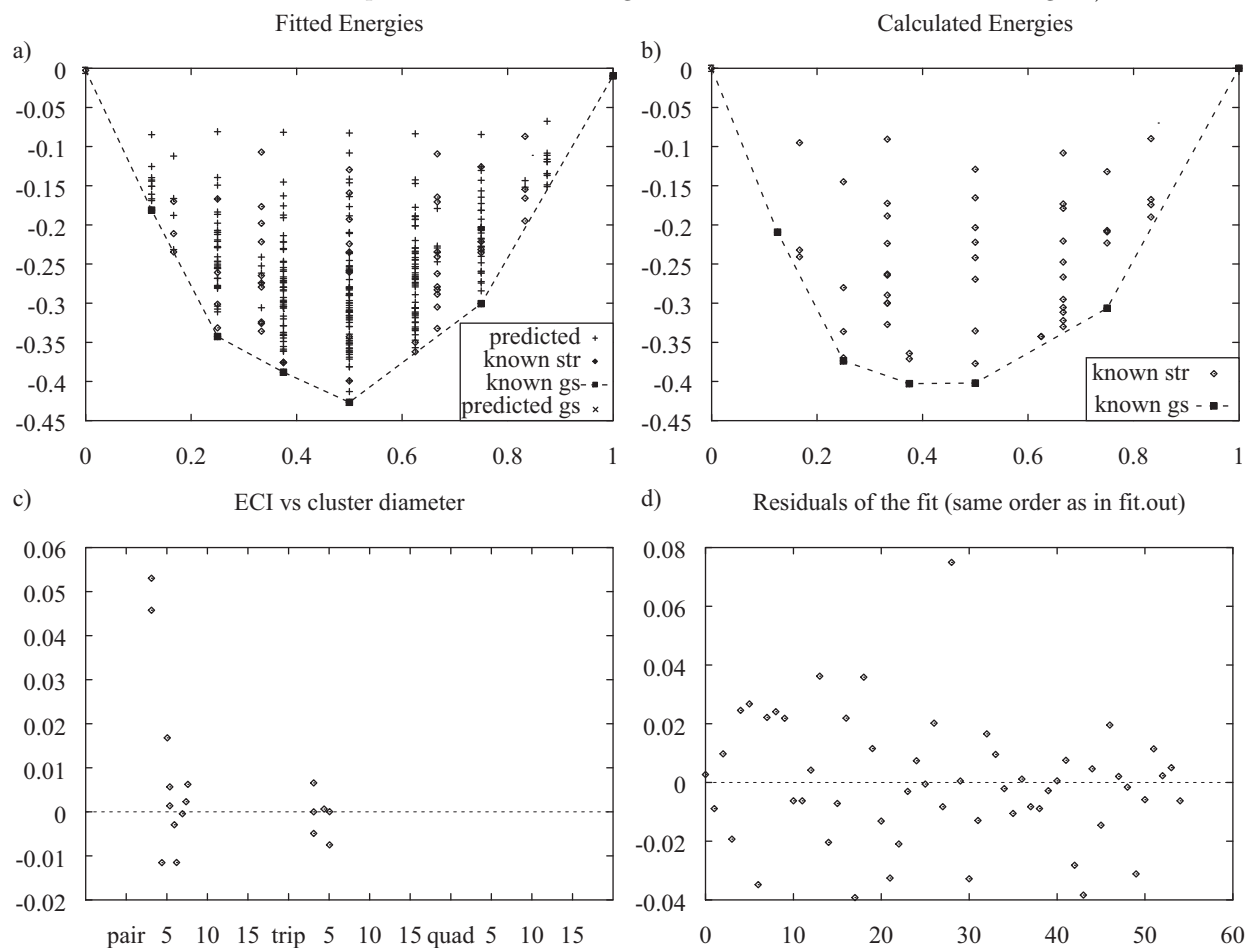 Fitted Energies
a)
0
-0.05
-0.1
-0.15
-0.2
-0.25
-0.3
-0.35
-0.4
-0.45
predicted
known str
known gs
predicted gs
0 0.2 0.4 0.6 0.8 1
Calculated Energies
b)
0
-0.05
-0.1
-0.15
-0.2
-0.25
-0.3
-0.35
-0.4
-0.45
known str
known gs
0 0.2 0.4 0.6 0.8 1
c)
ECI vs cluster diameter
0.06
0.05
0.04
0.03
0.02
0.01
0
-0.01
-0.02
pair 5 10 15 trip 5 10 15 quad 5 10 15
d)
Residuals of the fit (same order as in fit.out)
0.08
0.06
0.04
0.02
0
-0.02
-0.04
0 10 20 30 40 50 60